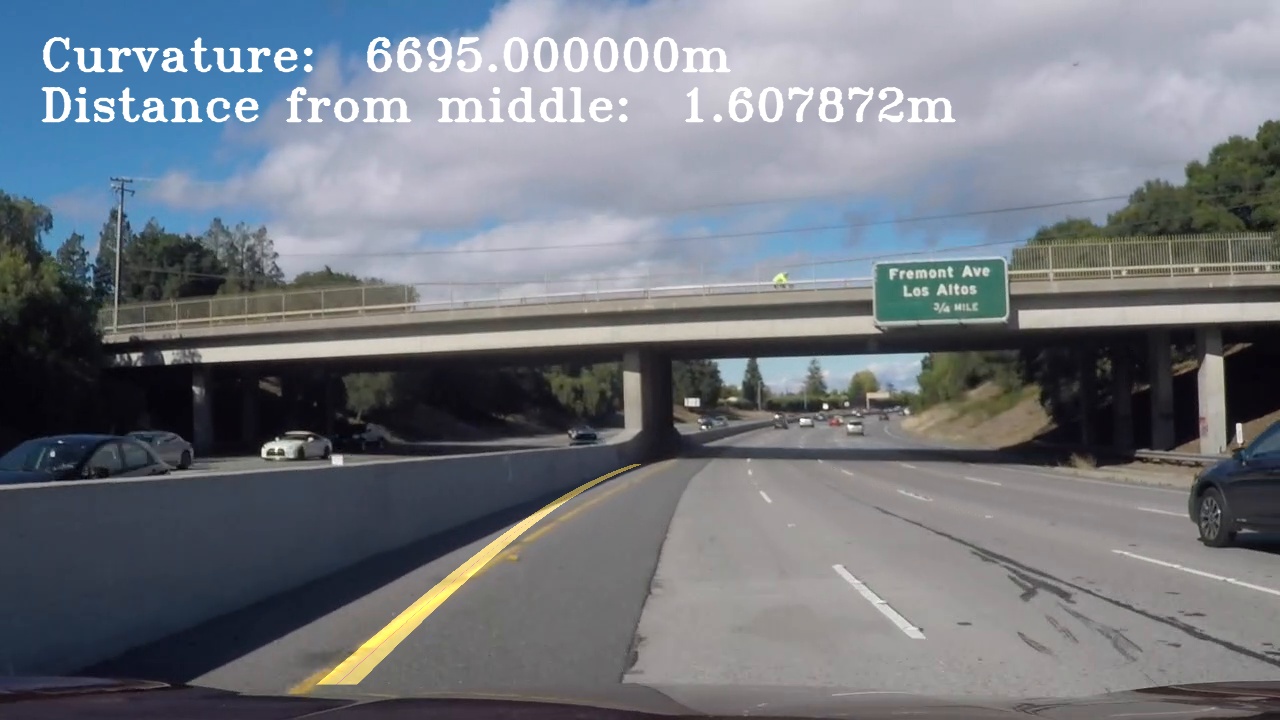 Curvature: 6695.000000m
Distance from middle: 1.607872m
Fremont Ave
Los Altos
3/4 MILE